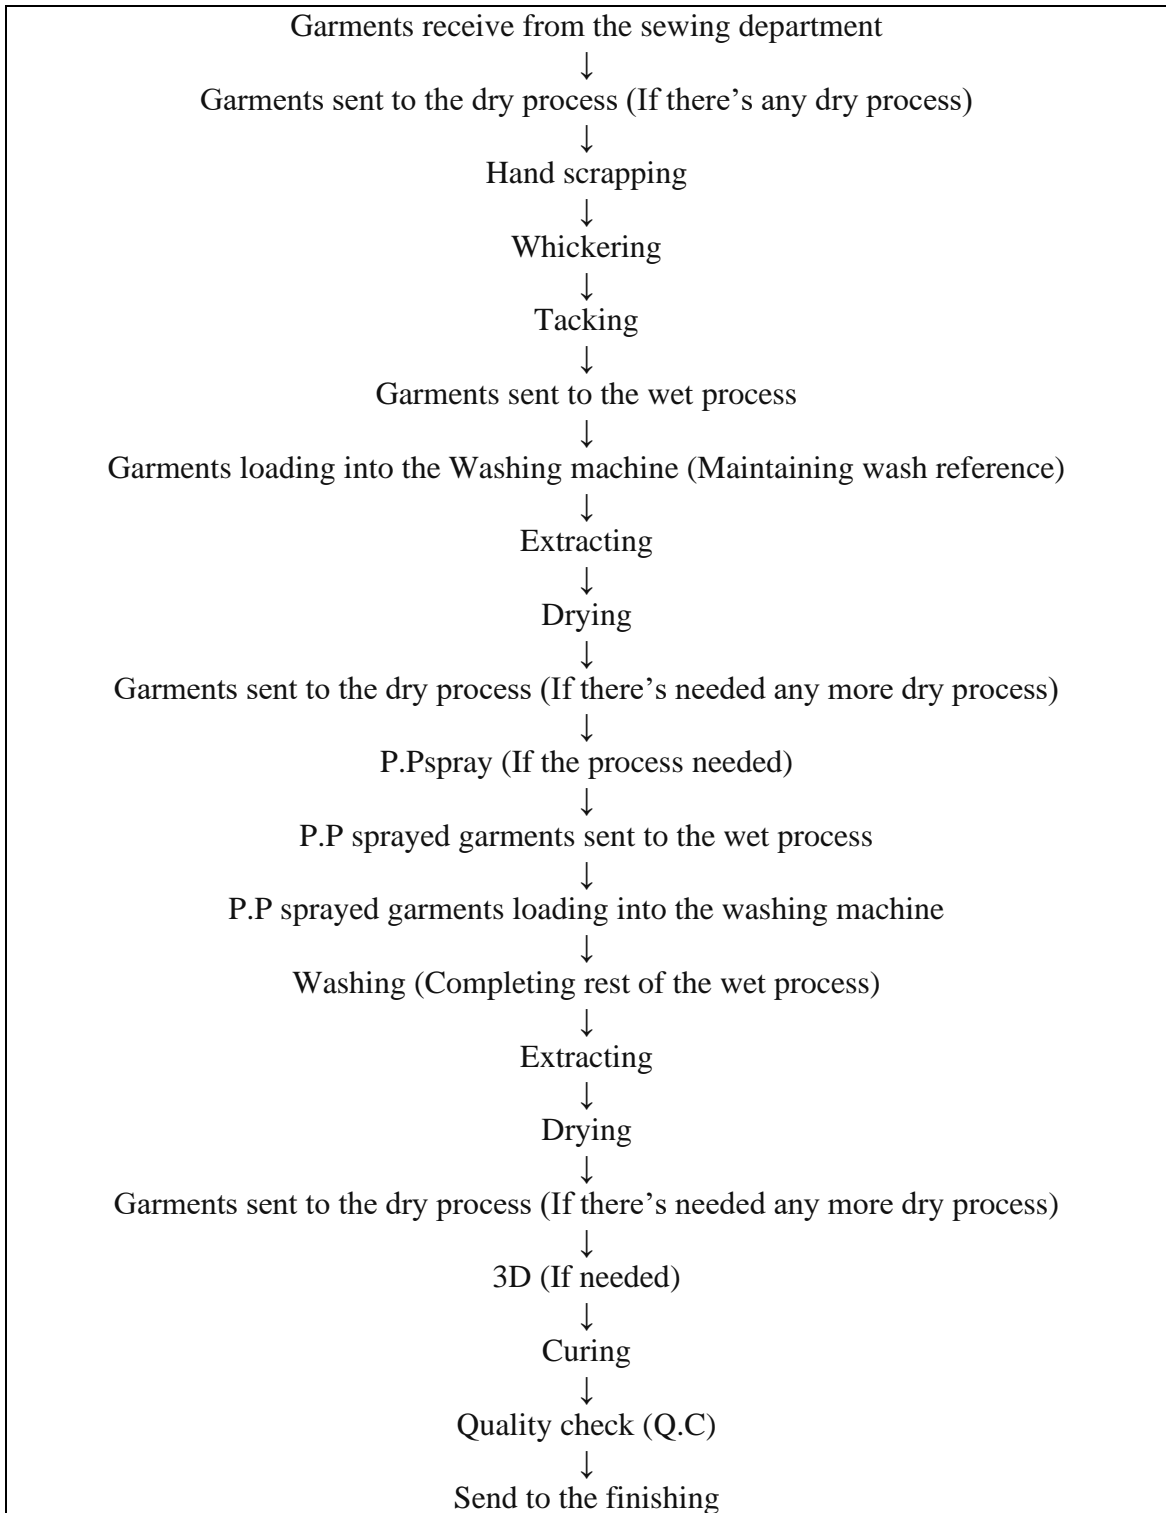 Garments receive from the sewing department
↓
Garments sent to the dry process (If there’s any dry process)
↓
Hand scrapping
↓
Whickering
↓
Tacking
↓
Garments sent to the wet process
↓
Garments loading into the Washing machine (Maintaining wash reference)
↓
Extracting
↓
Drying
↓
Garments sent to the dry process (If there’s needed any more dry process)
↓
P.Pspray (If the process needed)
↓
P.P sprayed garments sent to the wet process
↓
P.P sprayed garments loading into the washing machine
↓
Washing (Completing rest of the wet process)
↓
Extracting
↓
Drying
↓
Garments sent to the dry process (If there’s needed any more dry process)
↓
3D (If needed)
↓
Curing
↓
Quality check (Q.C)
↓
Send to the finishing